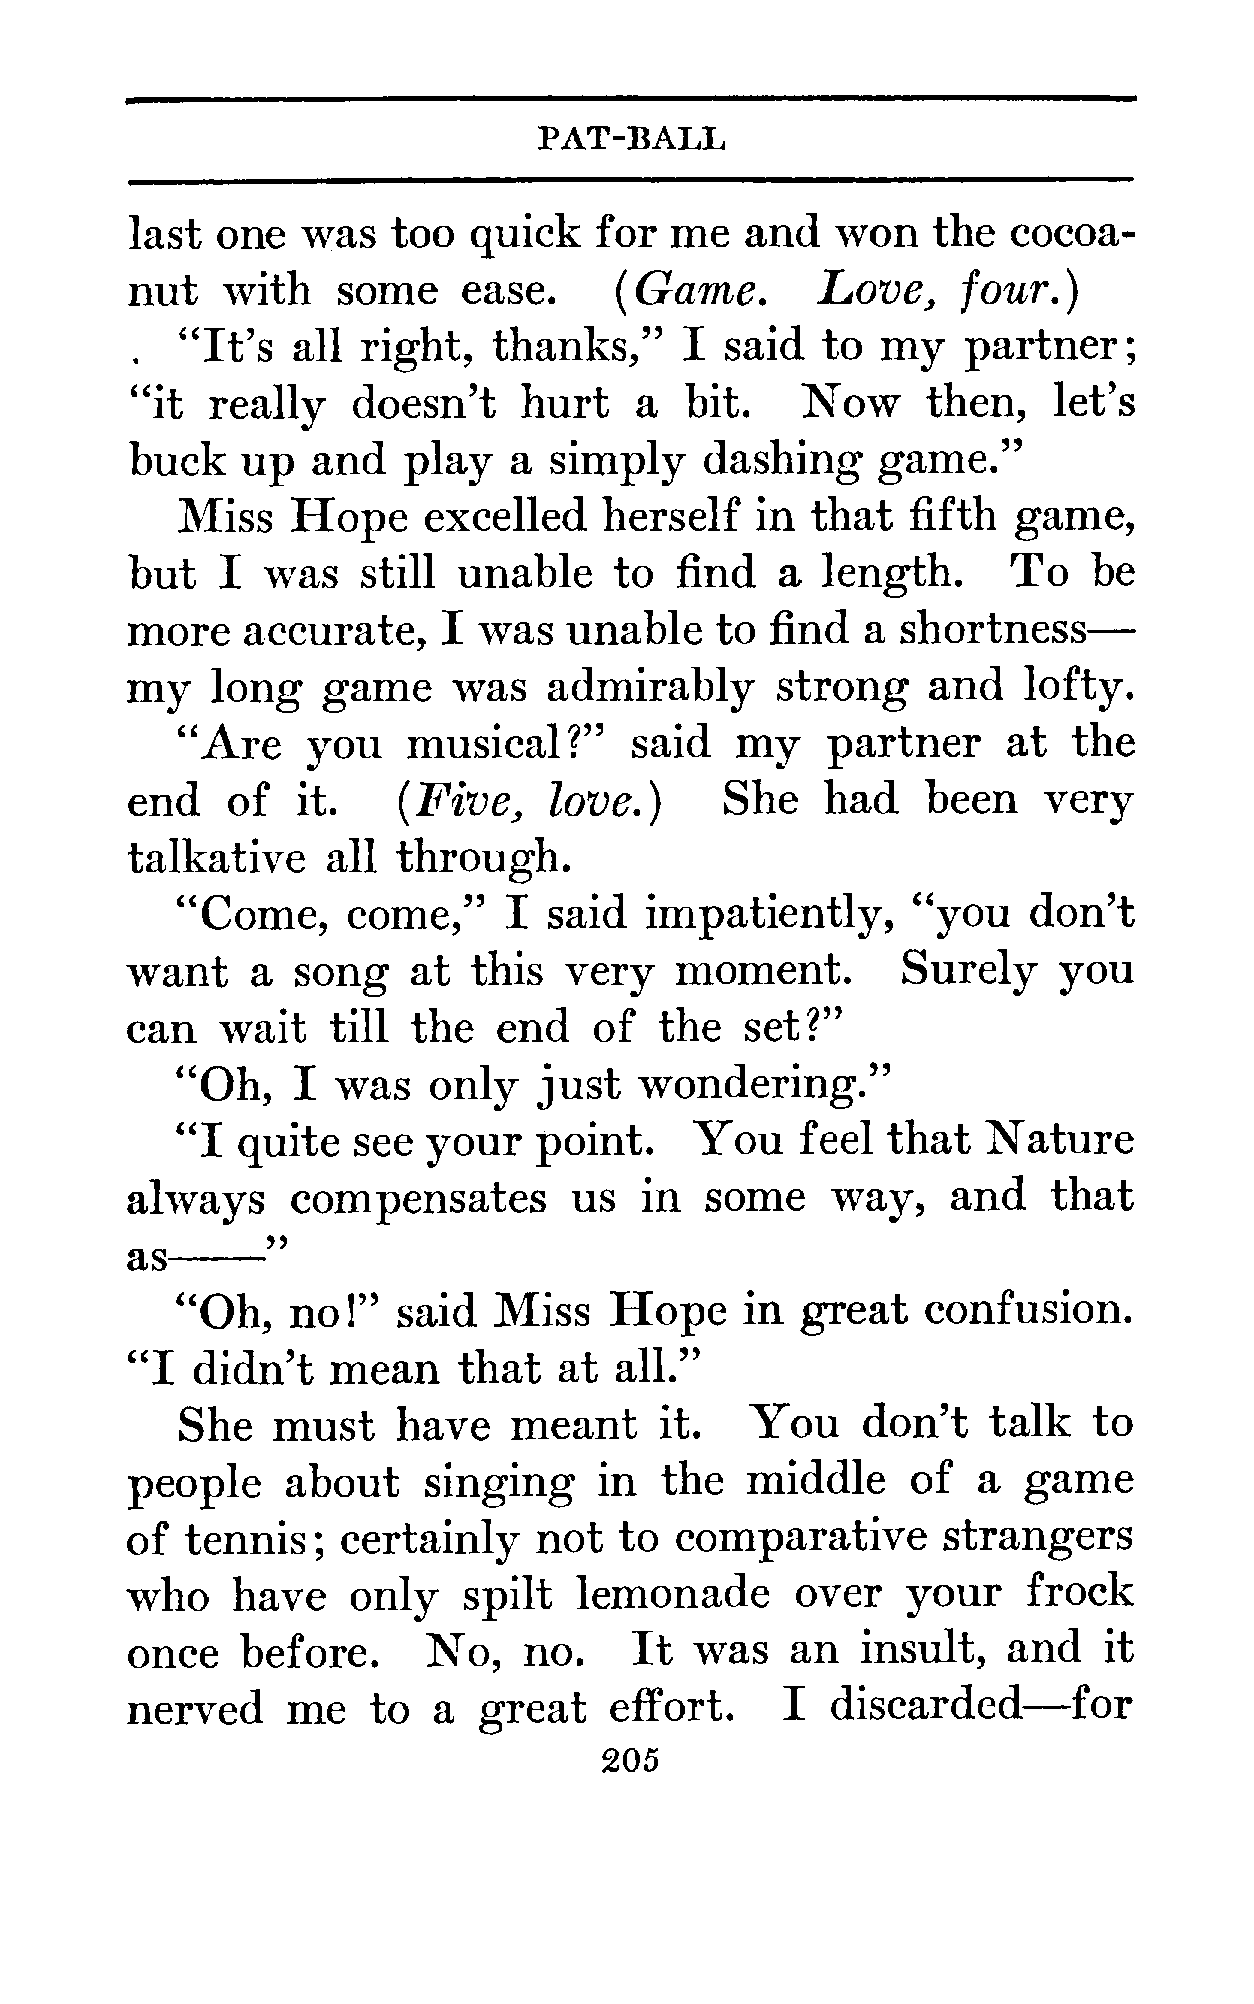 PAT-BALL
last one was too quick for me and won the cocoa-
nut with some ease. (Game. Love, four.)
. “It’s all right, thanks,” I said to my partner;
“it really doesn’t hurt a bit. Now then, let’s
buck up and play a simply dashing game.”
Miss Hope excelled herself in that fifth game,
but I was still unable to find a length. To be
more accurate, I was unable to find a shortness—
my long game was admirably strong and lofty.
“Are you musical?” said my partner at the
end of it. (Five, love.) She had been very
talkative all through.
“Come, come,” I said impatiently, “you don’t
want a song at this very moment. Surely you
can wait till the end of the set?”
“Oh, I was only just wondering.”
“I quite see your point. You feel that Nature
always compensates us in some way, and that
as——”
“Oh, no!” said Miss Hope in great confusion.
“I didn’t mean that at all.”
She must have meant it. You don’t talk to
people about singing in the middle of a game
of tennis; certainly not to comparative strangers
who have only spilt lemonade over your frock
once before. No, no. It was an insult, and it
nerved me to a great effort. I discarded—for
205